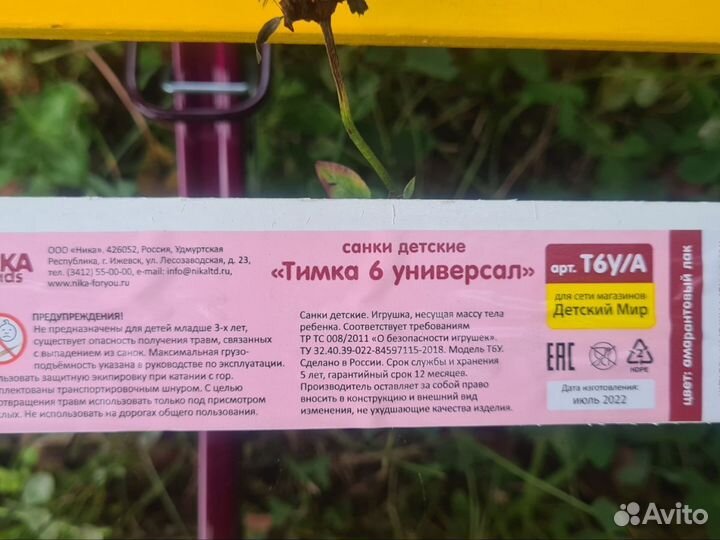 ООО «Ника», 426052, Россия, Удмуртская
Республика, г. Ижевск, ул. Лесозаводская, д. 23,
тел. (3412) 55-00-00, e-mail: info@nikaltd.ru,
www.nika-foryou.ru
ПРЕДУПРЕЖДЕНИЕ!
Не предназначены для детей младше 3-х лет,
существует опасность получения травм, связанных
с выпадением из санок. Максимальная грузо-
подъёмность указана в руководстве по эксплуатации.
защитную экипировку при катании с гор.
транспортировочным шнуром. С целью
травм использовать только под присмотром
Не использовать на дорогах общего пользования.
санки детские
«Тимка 6 универсал»
Санки детские. Игрушка, несущая массу тела
ребенка. Соответствует требованиям
ТР ТС 008/2011 «О безопасности игрушек».
ТУ 32.40.39-022-84597115-2018. Модель Т6У.
Сделано в России. Срок службы и хранения
5 лет, гарантийный срок 12 месяцев.
Производитель оставляет за собой право
вносить в конструкцию и внешний вид
изменения, не ухудшающие качества изделия.
арт. Т6У/А
для сети магазинов
Детский Мир
EAC
2
HDPE
Дата изготовления:
июль 2022
цвет: амарантовый лак
Avito